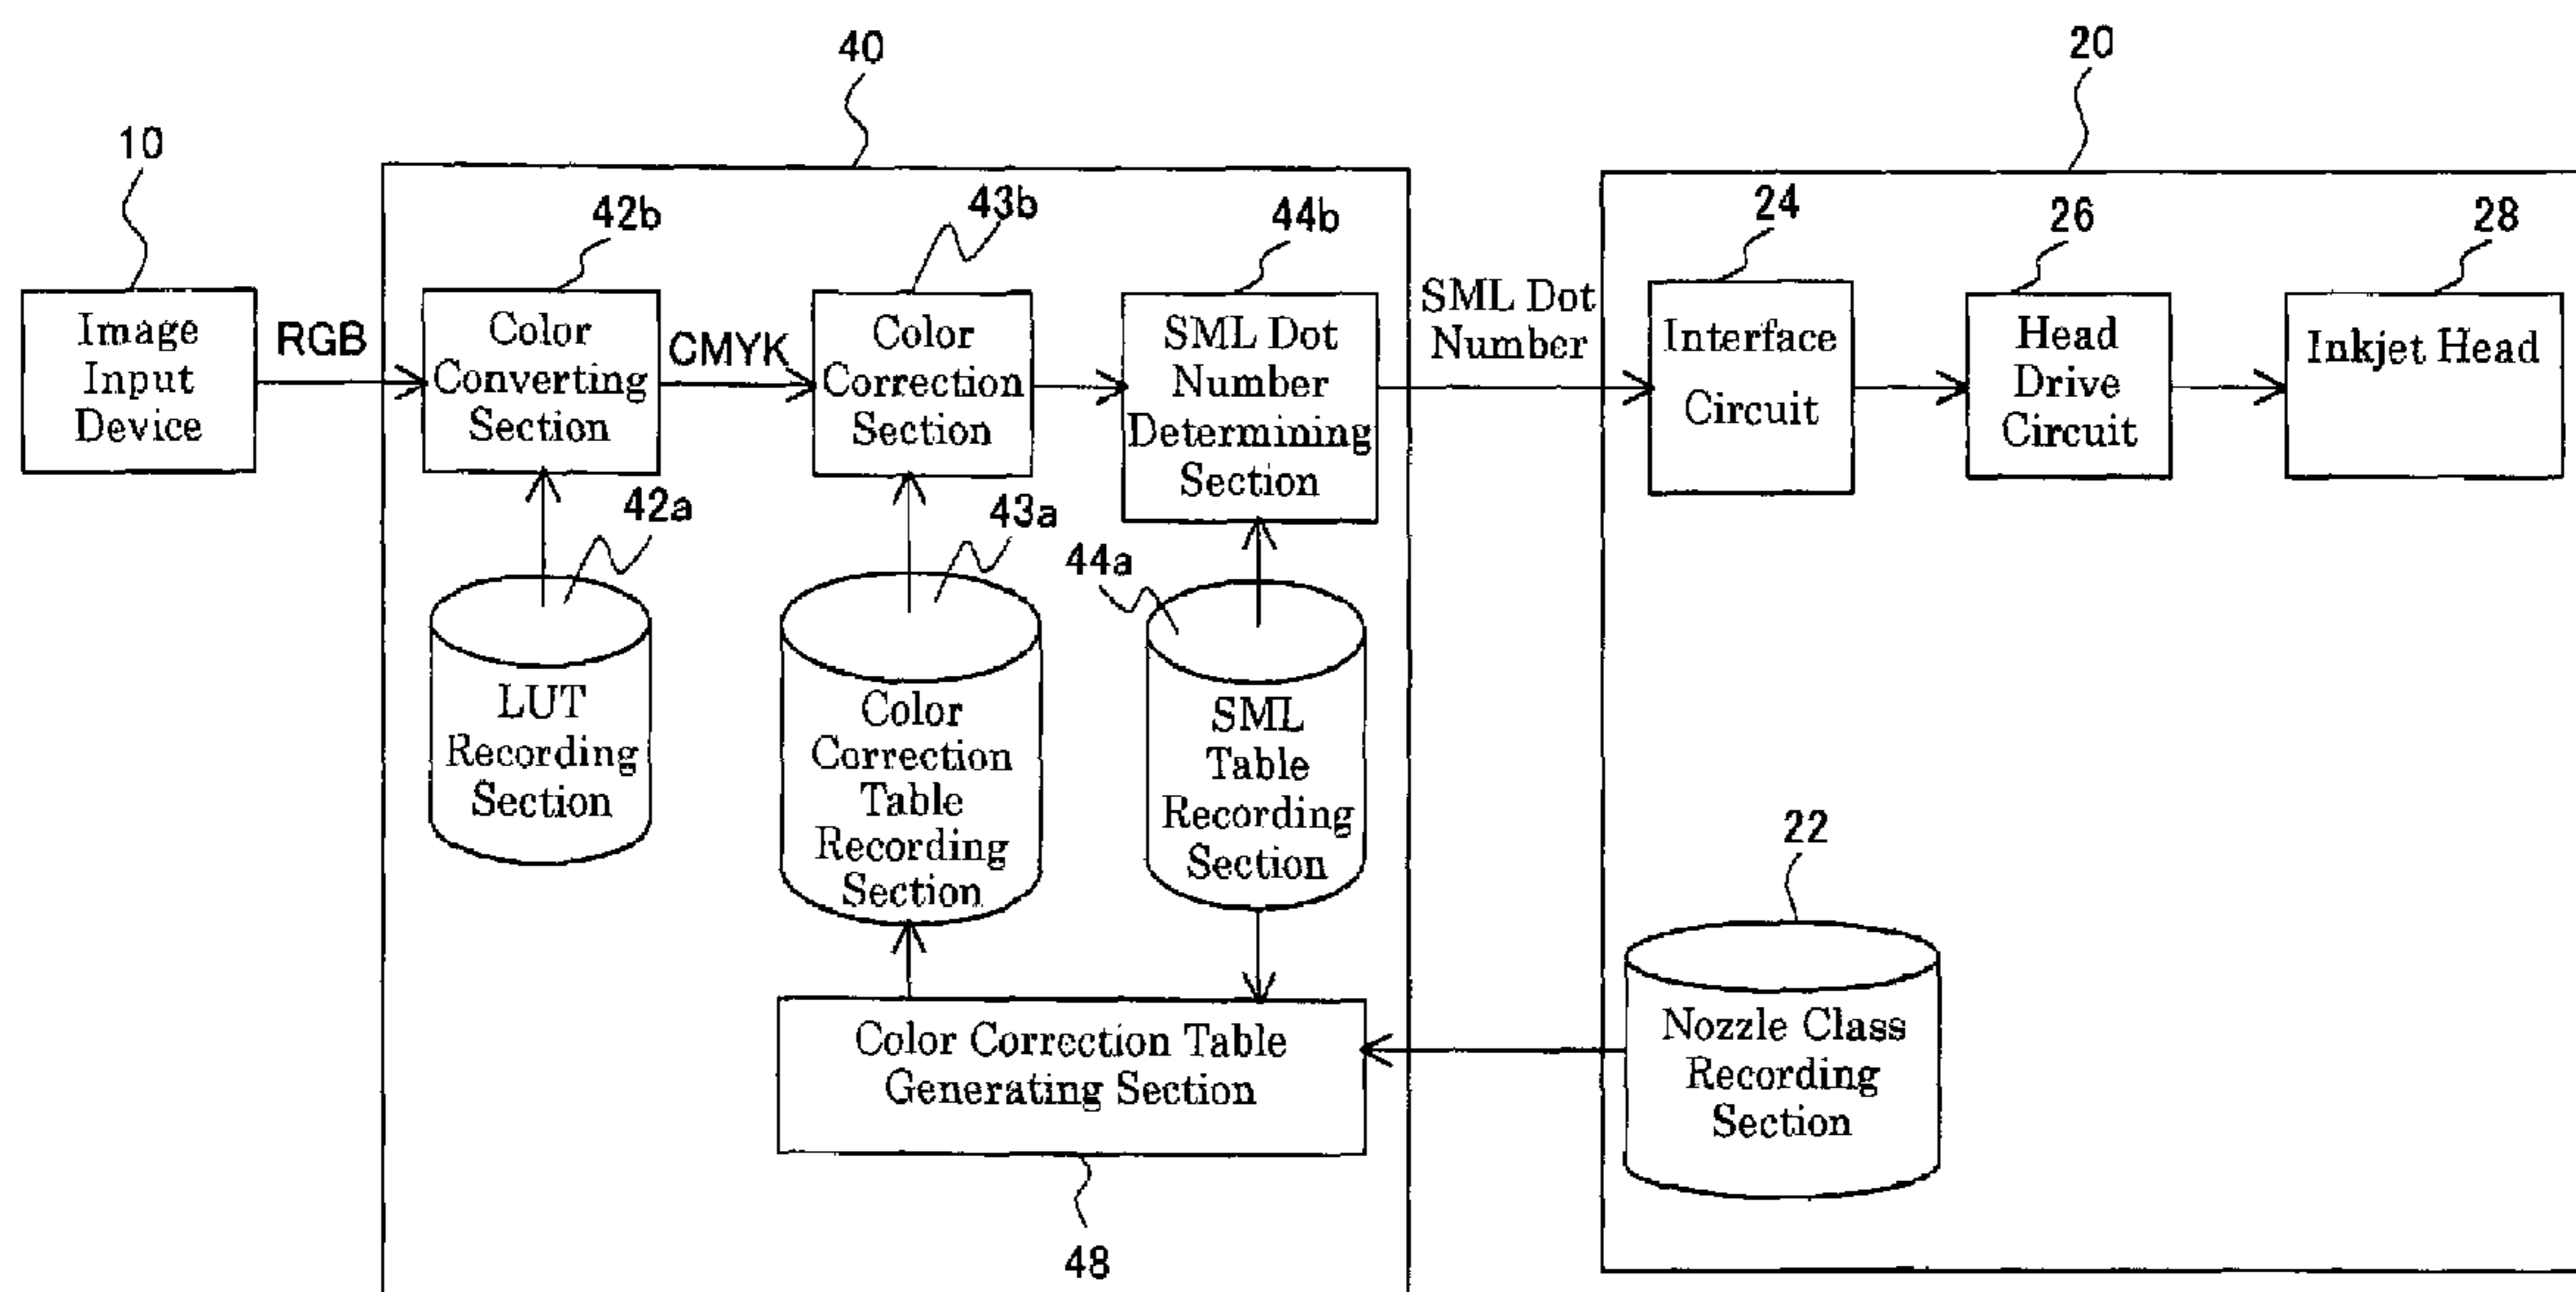 40
20
10
42b
43b
44b
24
26
28
Image
Input
Device
RGB
Color
Converting
Section
CMYK
Color
Correction
Section
SML Dot
Number
Determining
Section
SML Dot
Number
Interface
Circuit
Head
Drive
Circuit
Inkjet Head
42a
43a
44a
LUT
Recording
Section
Color
Correction
Table
Recording
Section
SML
Table
Recording
Section
22
Color Correction Table
Generating Section
Nozzle Class
Recording
Section
48